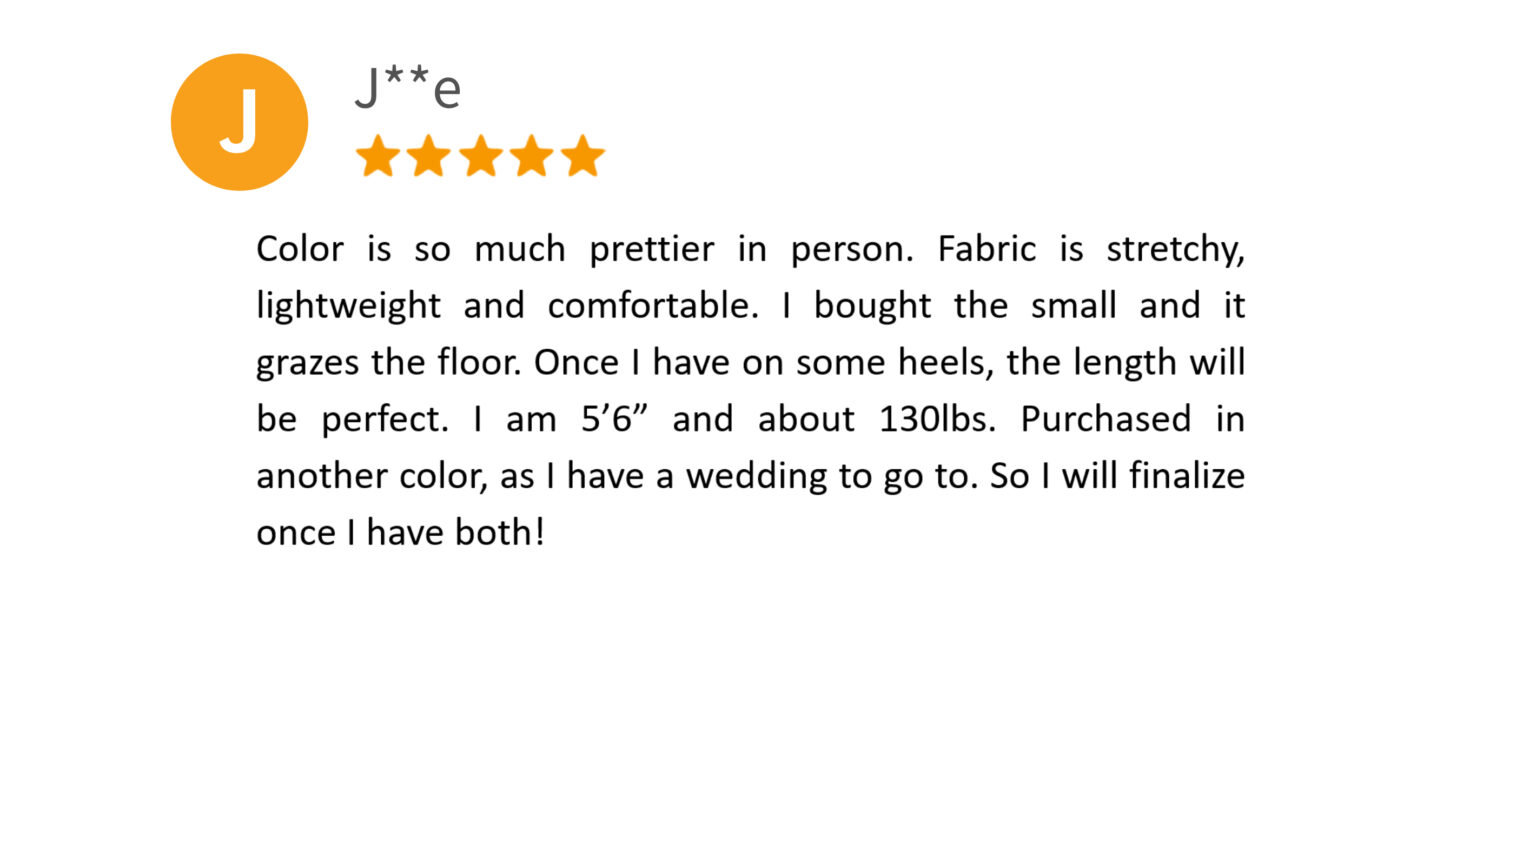 J
J**e
Color is so much prettier in person. Fabric is stretchy,
lightweight and comfortable. I bought the small and it
grazes the floor. Once I have on some heels, the length will
be perfect. I am 5’6” and about 130lbs. Purchased in
another color, as I have a wedding to go to. So I will finalize
once I have both!